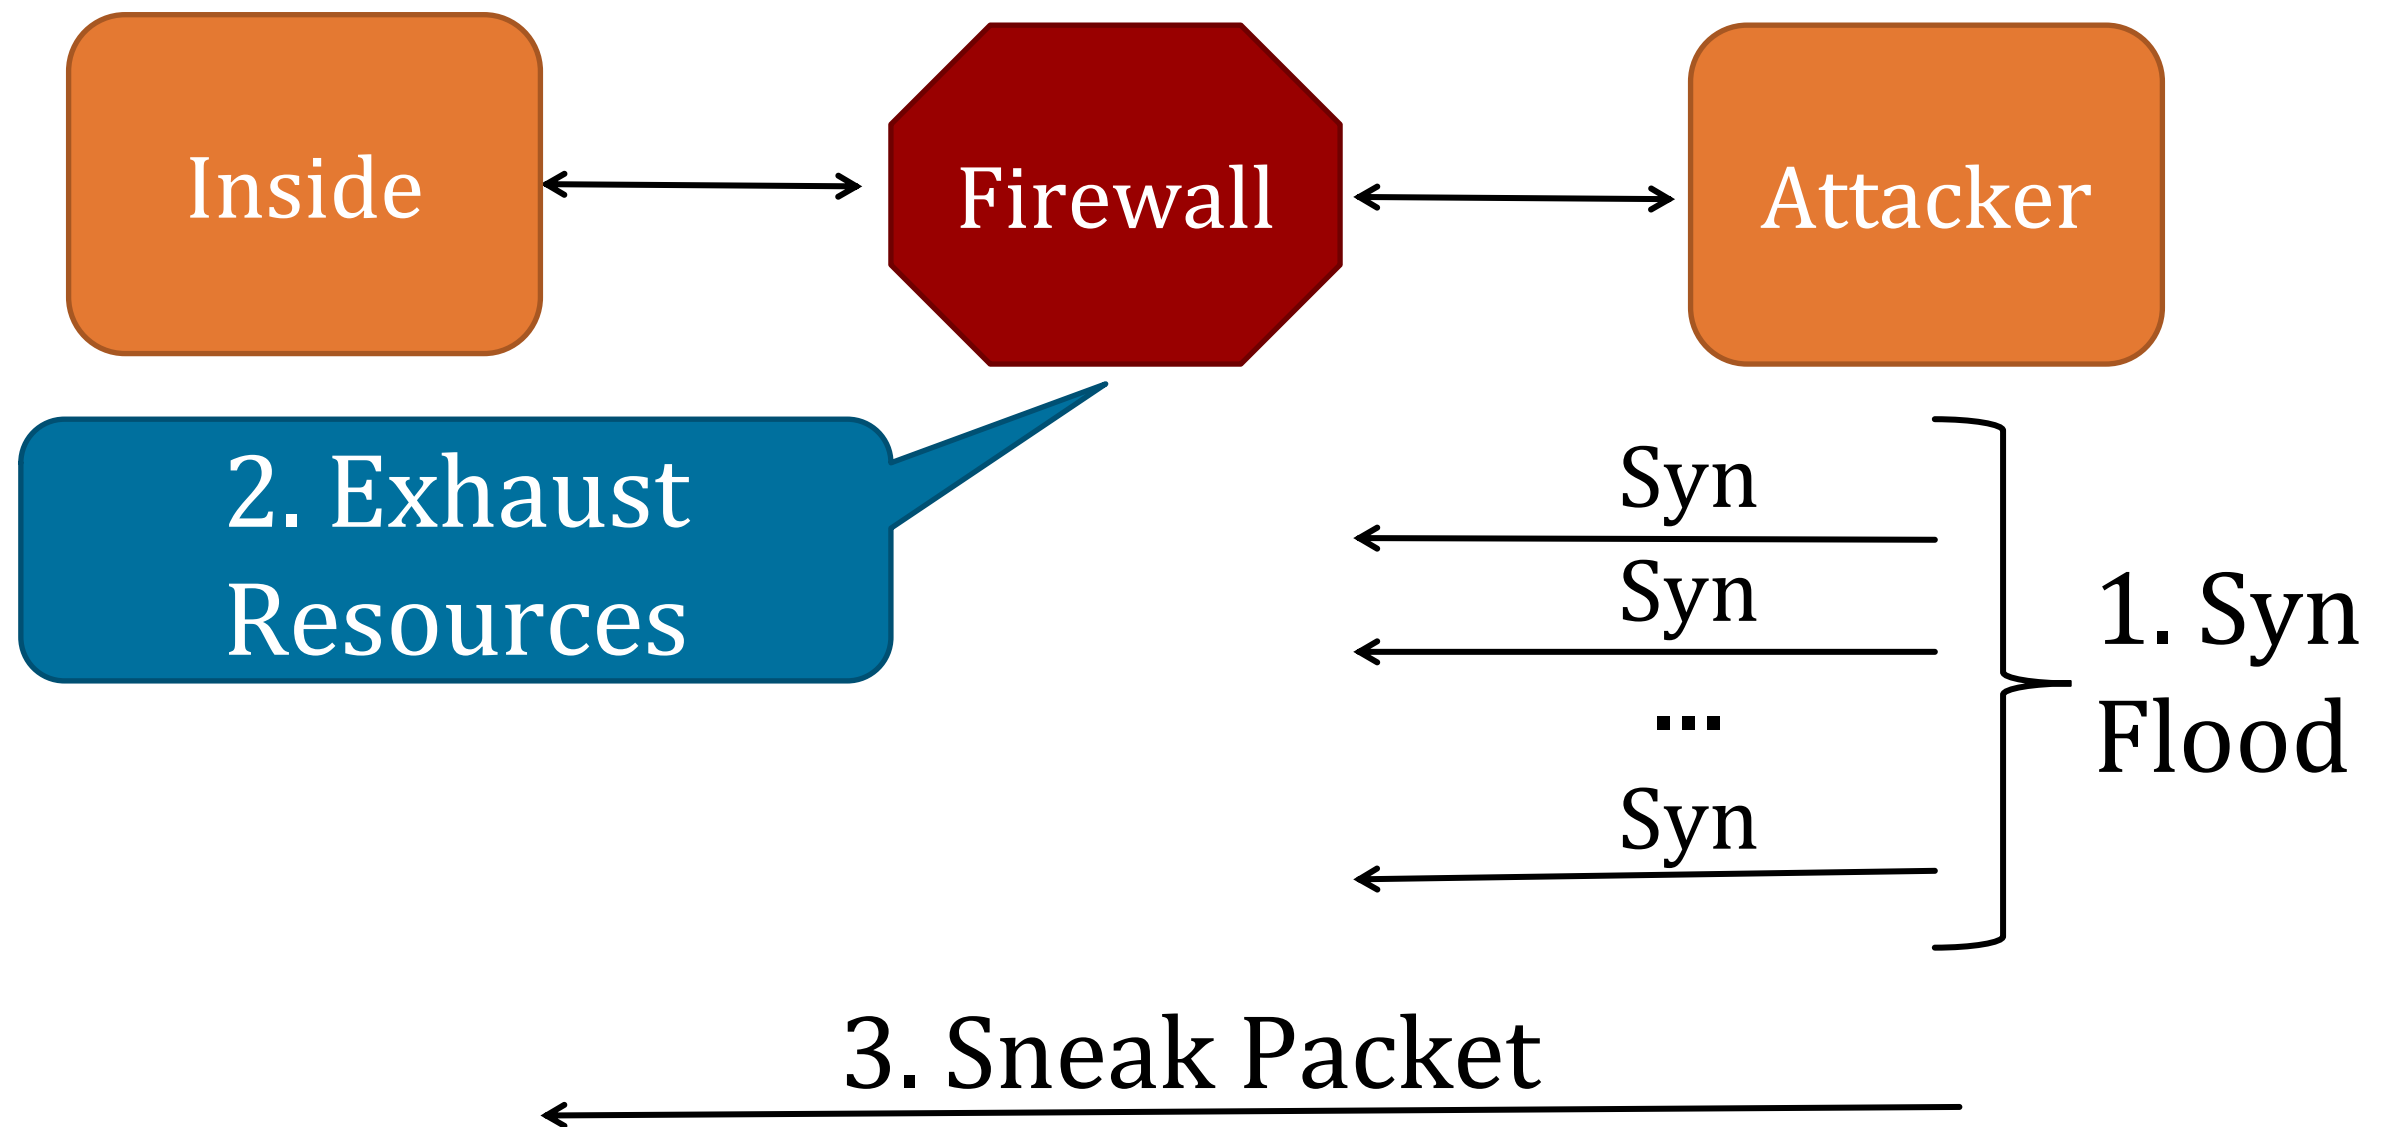 Inside
Firewall
Attacker
2. Exhaust
Resources
Syn
Syn
...
Syn
1. Syn
Flood
3. Sneak Packet